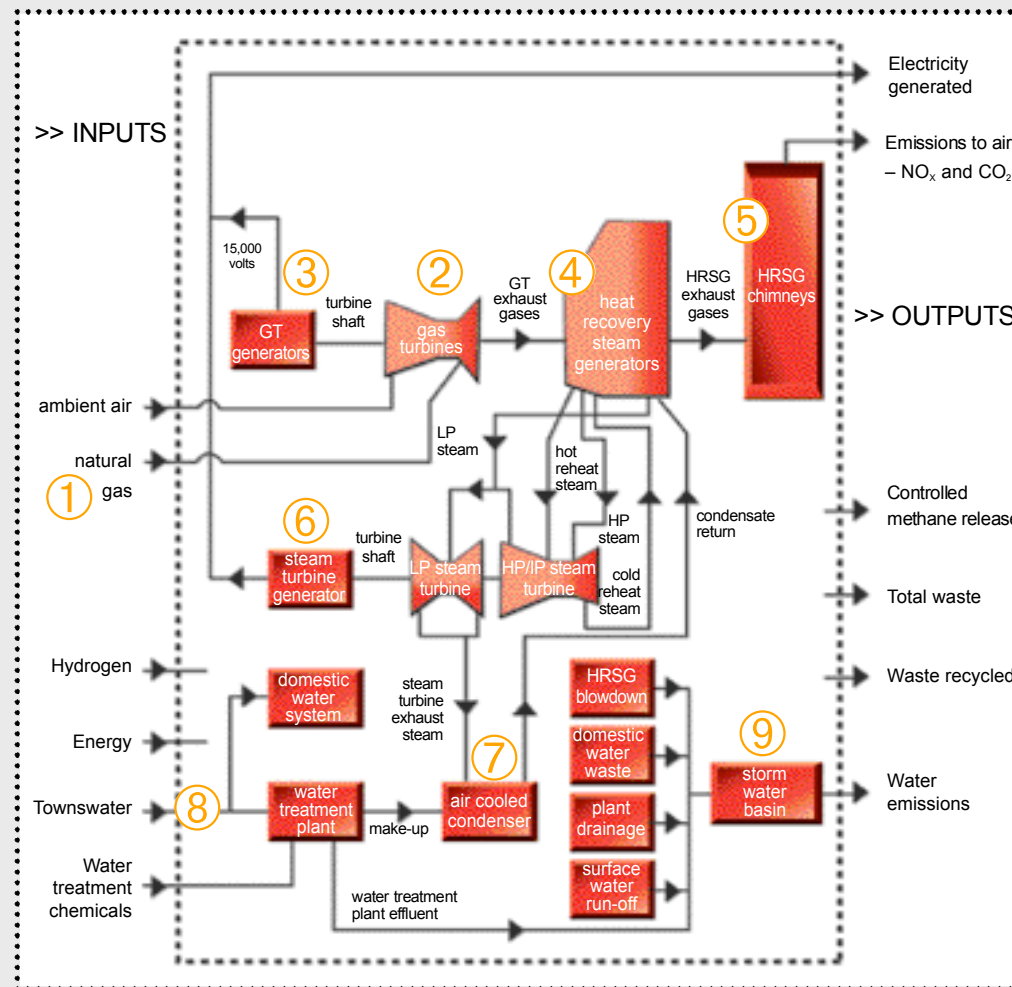 Electricity
generated
>> INPUTS
Emissions to air
– NOₓ and CO₂
15,000
volts
③
②
④
⑤
turbine
shaft
GT
exhaust
gases
HRSG
exhaust
gases
GT
generators
gas
turbines
heat
recovery
steam
generators
HRSG
chimneys
>> OUTPUTS
ambient air
natural
gas
①
LP
steam
hot
reheat
steam
HP
steam
condensate
return
Controlled
methane release
⑥
turbine
shaft
steam
turbine
generator
LP steam
turbine
HP/IP steam
turbine
cold
reheat
steam
Total waste
Hydrogen
domestic
water
system
steam
turbine
exhaust
steam
HRSG
blowdown
Waste recycled
Energy
⑦
domestic
water
waste
⑨
Townswater
⑧
water
treatment
plant
make-up
air cooled
condenser
plant
drainage
storm
water
basin
Water
emissions
Water
treatment
chemicals
water treatment
plant effluent
surface
water
run-off